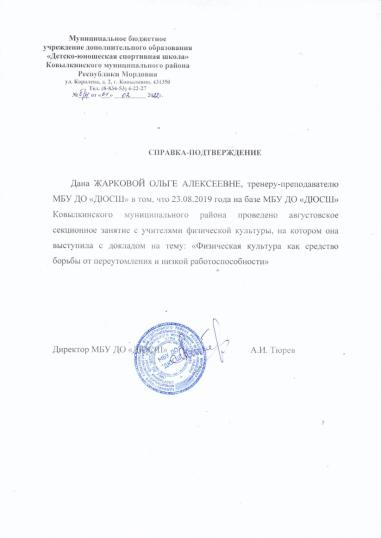 Муниципальное бюджетное
учреждение дополнительного образования
«Детско-юношеская спортивная школа»
Ковылкинского муниципального района
Республики Мордовия
ул. Королева, д. 2, г. Ковылкино, 431350
Тел. (8-834-53) 4-22-27
№ б/н от « » 02
СПРАВКА-ПОДТВЕРЖДЕНИЕ
Дана ЖАРКОВОЙ ОЛЬГЕ АЛЕКСЕЕВНЕ, тренеру-преподавателю
МБУ ДО «ДЮСШ» в том, что 23.08.2019 года на базе МБУ ДО «ДЮСШ»
Ковылкинского муниципального района проведено августовское
секционное занятие с учителями физической культуры, на котором она
выступила с докладом на тему: «Физическая культура как средство
борьбы от переутомления и низкой работоспособности»
Директор МБУ ДО «ДЮСШ» А.И. Тюрев
МБУ ДО